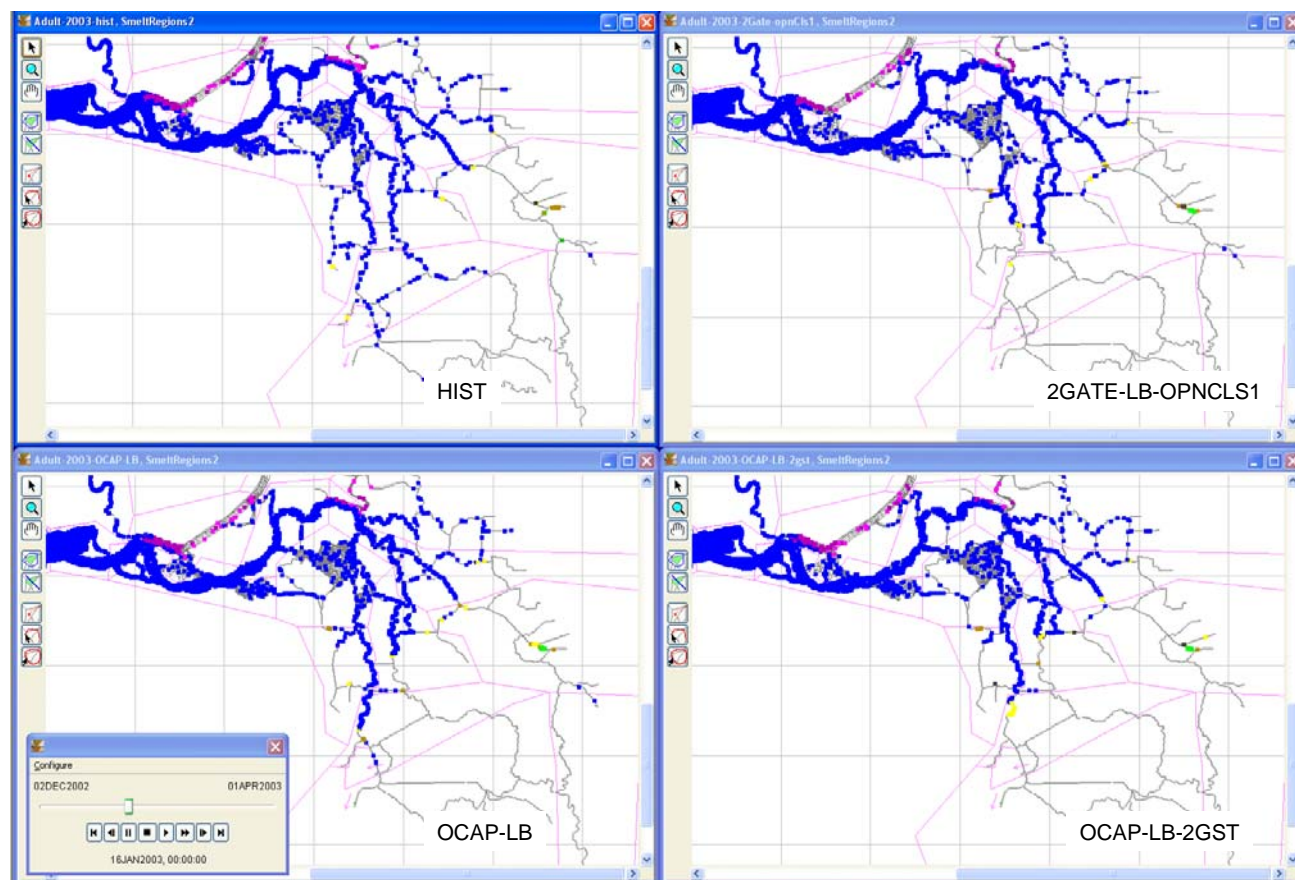 Adult-2003-hist, SmeltRegions2
Adult-2003-2Gate-opnCls1, SmeltRegions2
HIST
2GATE-LB-OPNCLS1
Adult-2003-OCAP-LB, SmeltRegions2
Adult-2003-OCAP-LB-2gst, SmeltRegions2
Configure
02DEC2002 01APR2003
16JAN2003, 00:00:00
OCAP-LB
OCAP-LB-2GST